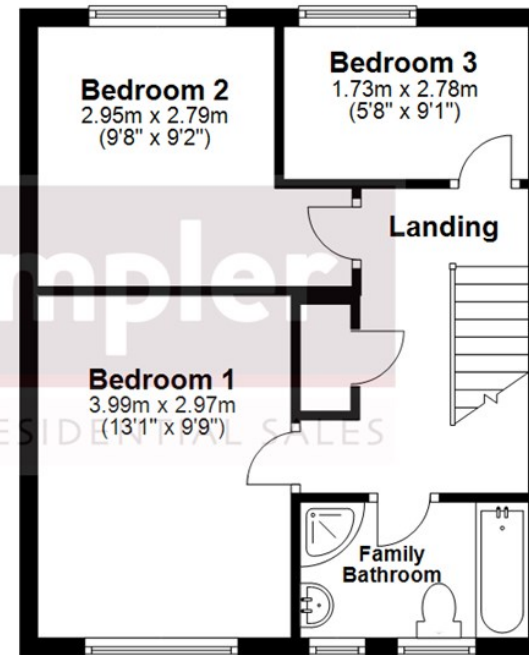 Bedroom 2
2.95m x 2.79m
(9'8" x 9'2")
Bedroom 3
1.73m x 2.78m
(5'8" x 9'1")
Landing
mpler
Bedroom 1
3.99m x 2.97m
(13'1" x 9'9")
ESIDENTIAL SALES
Family
Bathroom